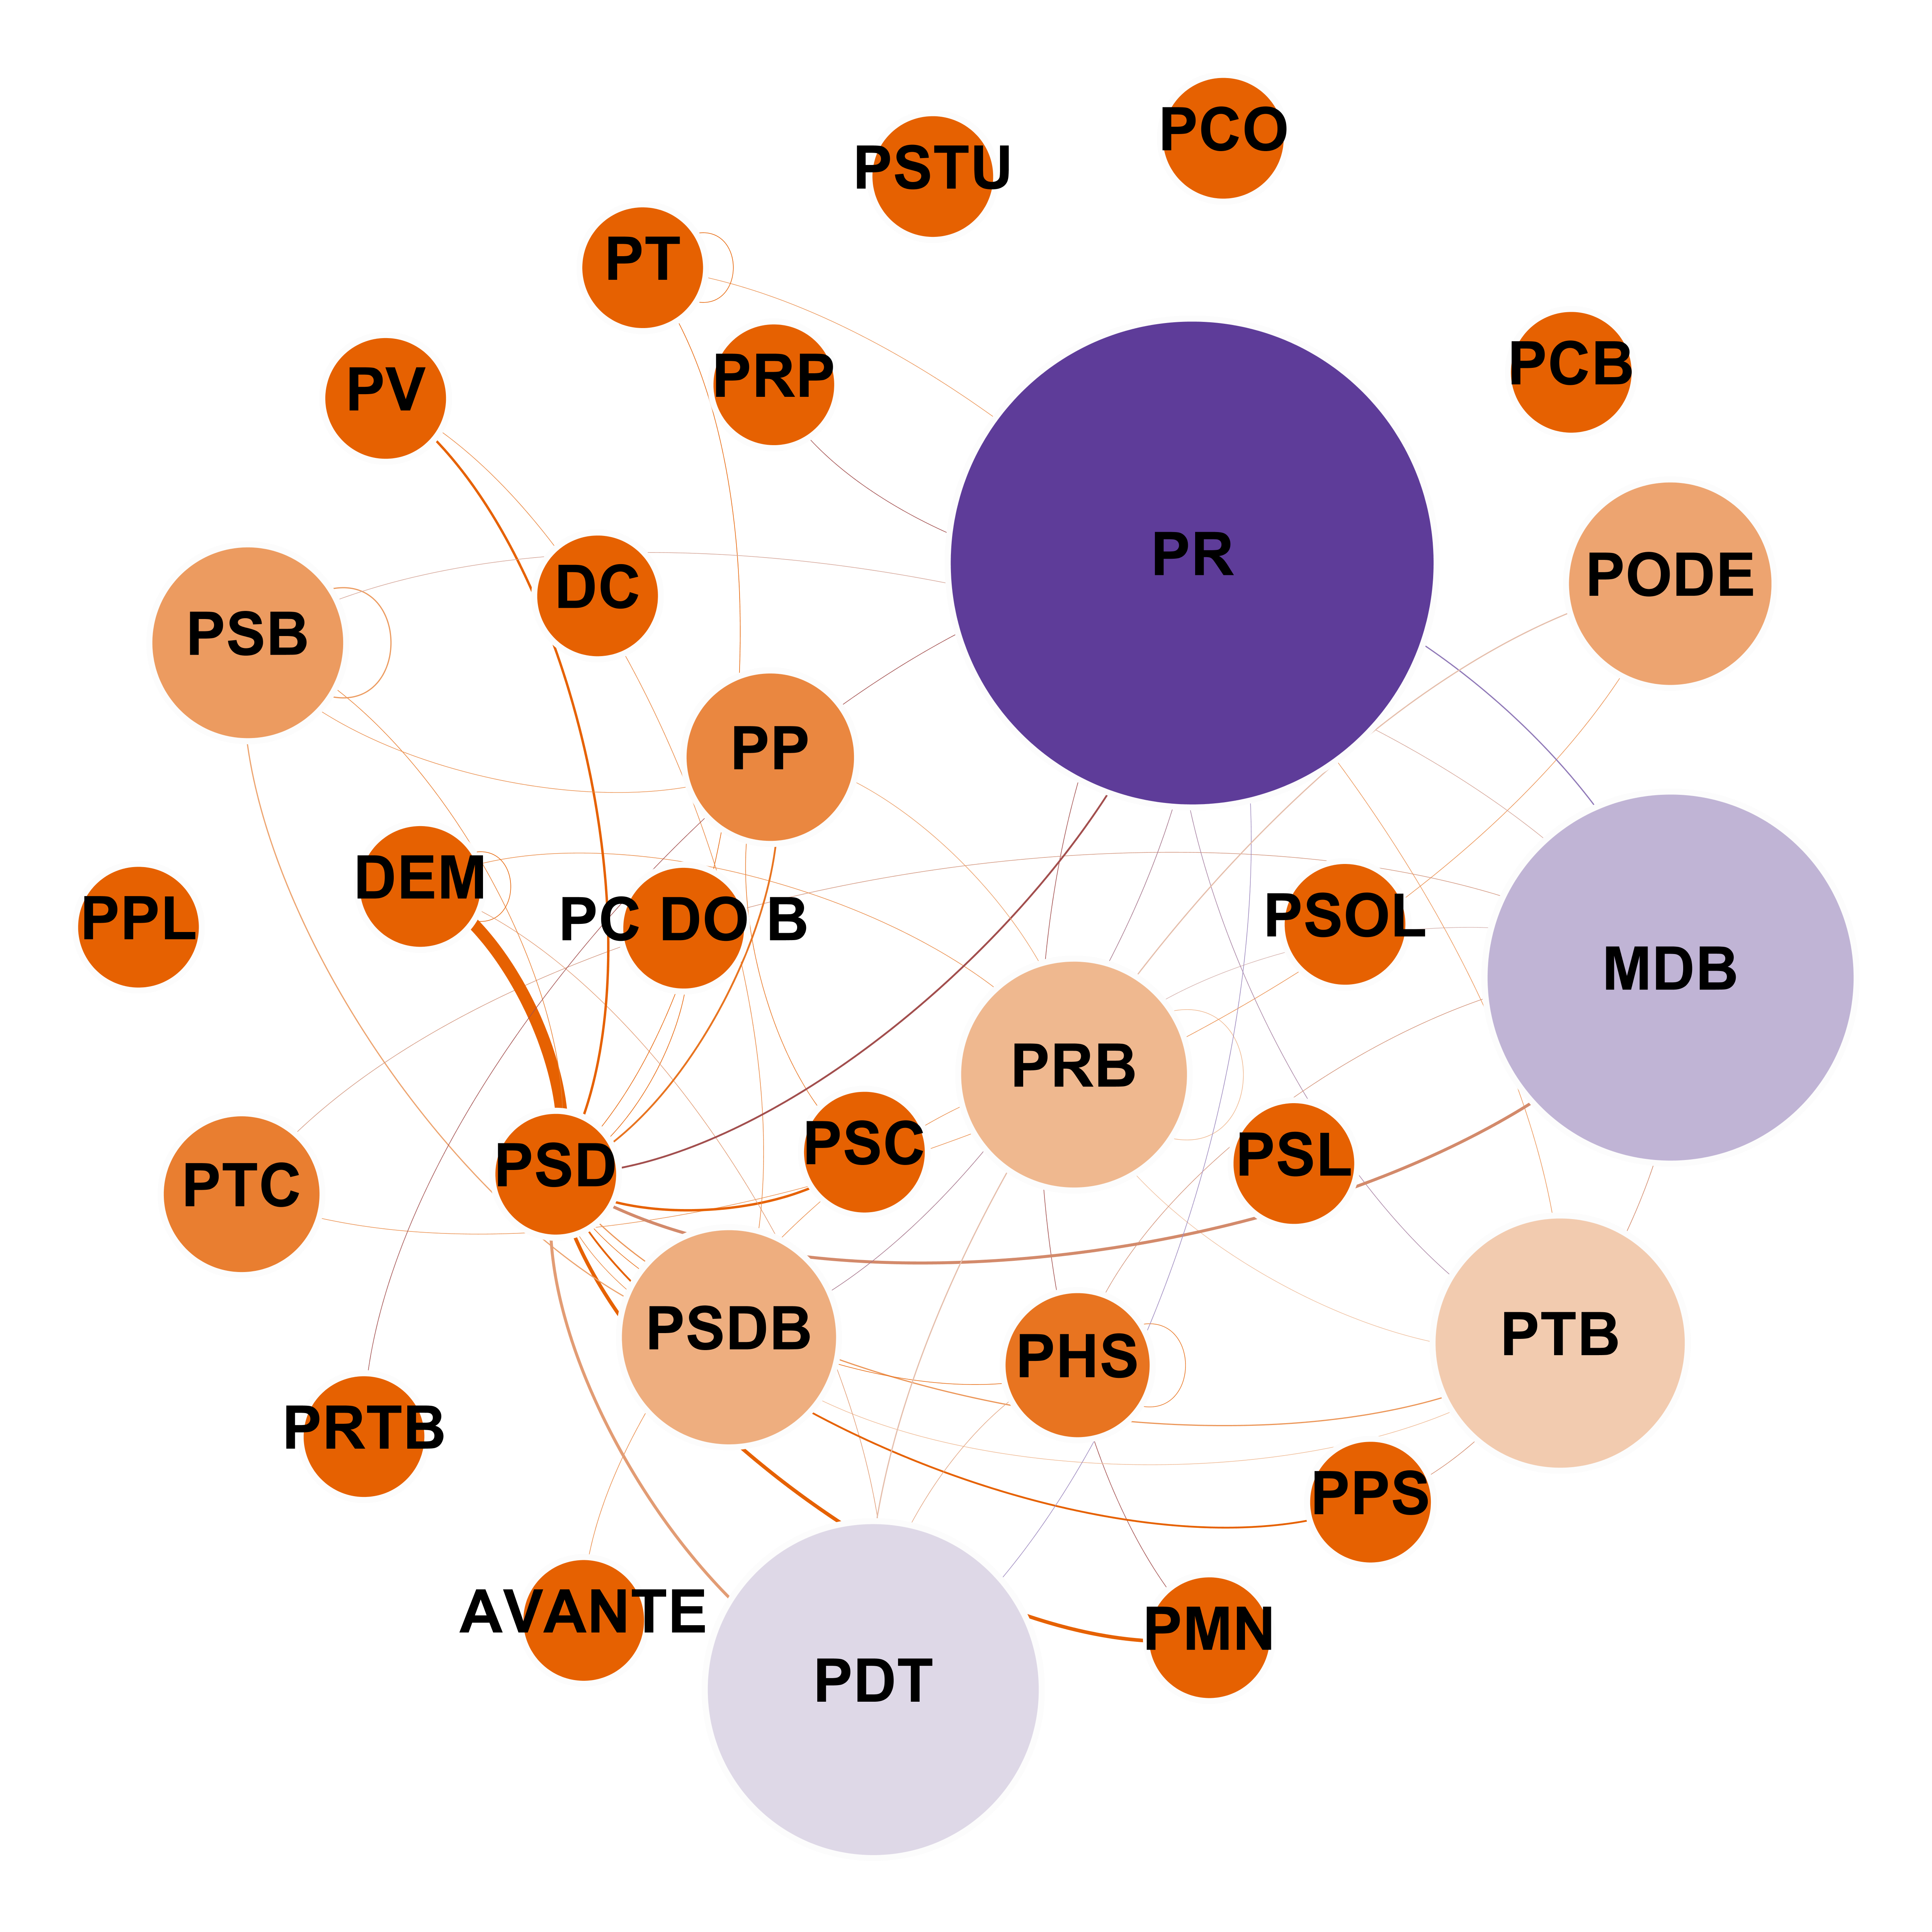 PCO
PSTU
PT
PCB
PRP
PV
PR
PODE
DC
PSB
PP
DEM
PSOL
PPL
PC DO B
MDB
PRB
PSC
PSL
PSD
PTC
PSDB
PTB
PHS
PRTB
PPS
AVANTE
PMN
PDT